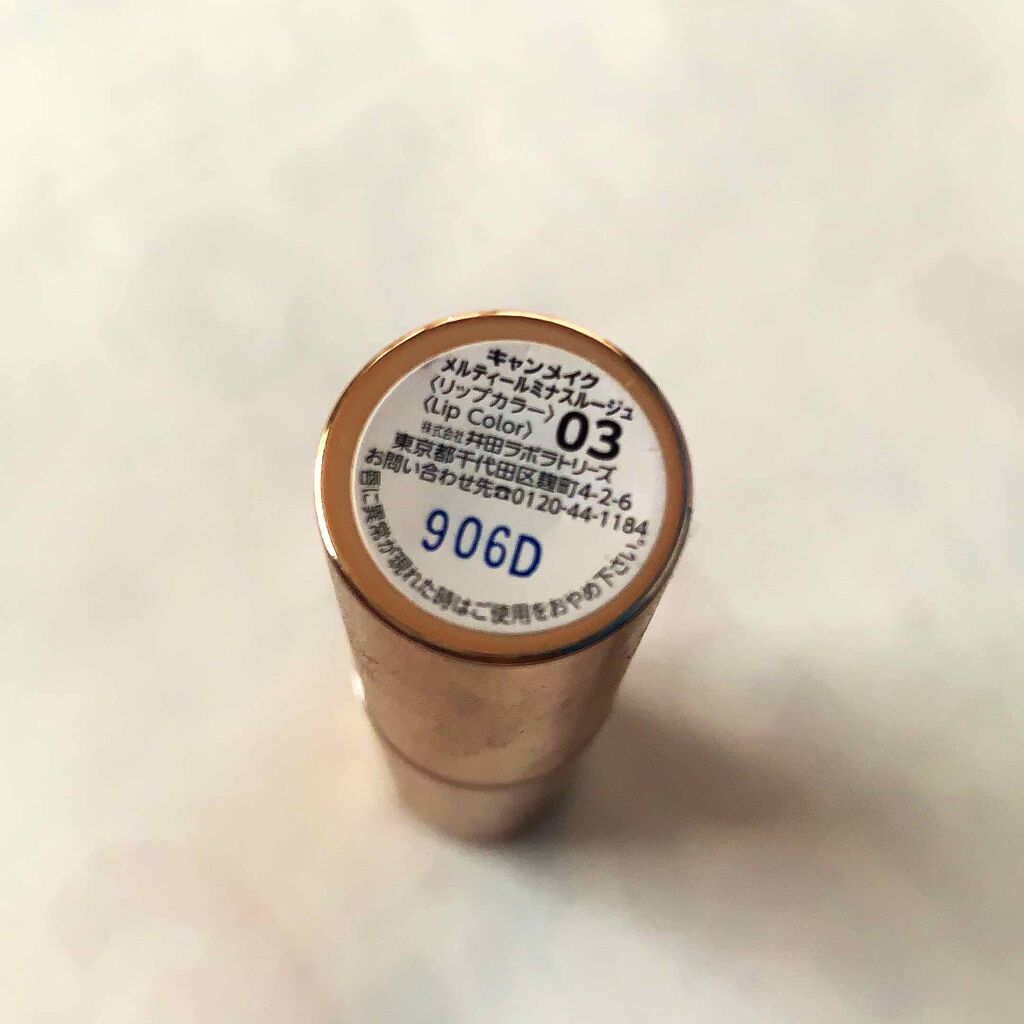 キャンメイク
メルティールミナスルージュ
〈リップカラー〉
〈Lip Color〉
03
株式会社 井田ラボラトリーズ
東京都千代田区麹町4-2-6
お問い合わせ先☎0120-44-1184
906D
に異常が現れた時はご使用をおやめ下さい。